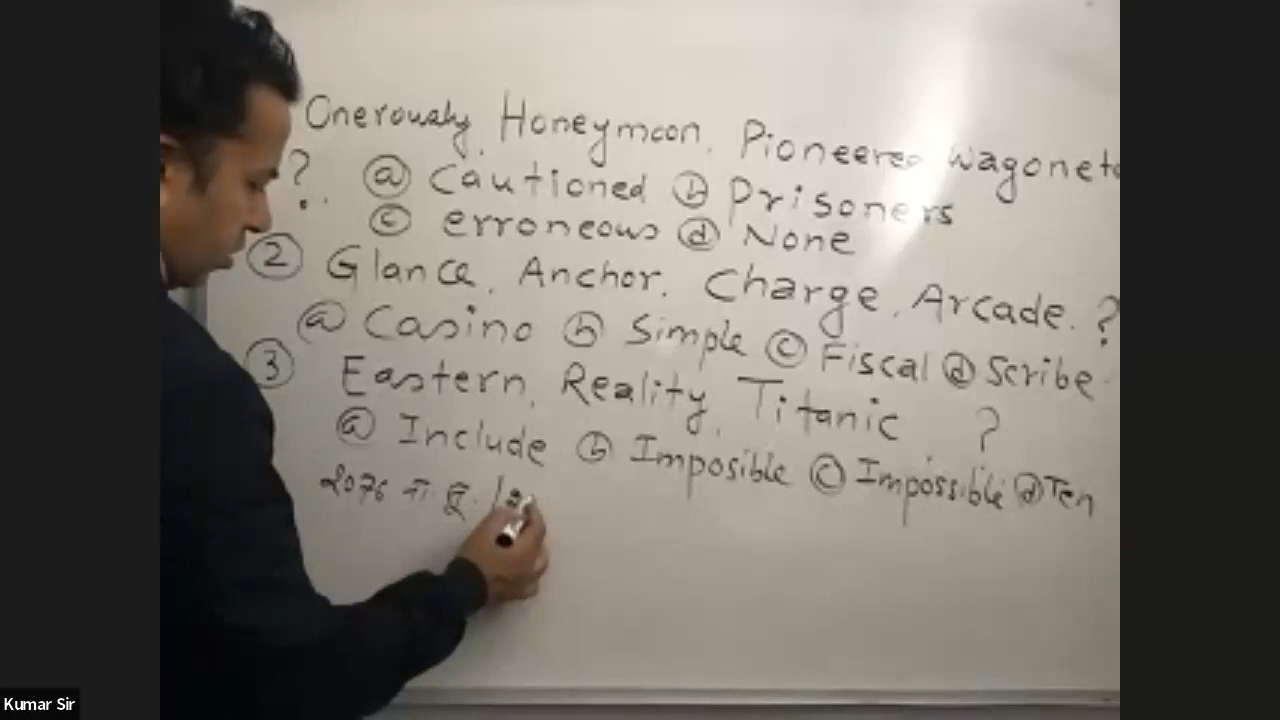 Onerously, Honeymoon, Pioneered Wagonet
? ⓐ Cautioned ⓑ Prisoners
ⓒ erroneous ⓓ None
② Glance, Anchor, Charge, Arcade, ?
ⓐ Casino ⓑ Simple ⓒ Fiscal ⓓ Scribe
③ Eastern, Reality, Titanic ?
ⓐ Include ⓑ Imposible ⓒ Impossible ⓓ Ten
२०७६
Kumar Sir